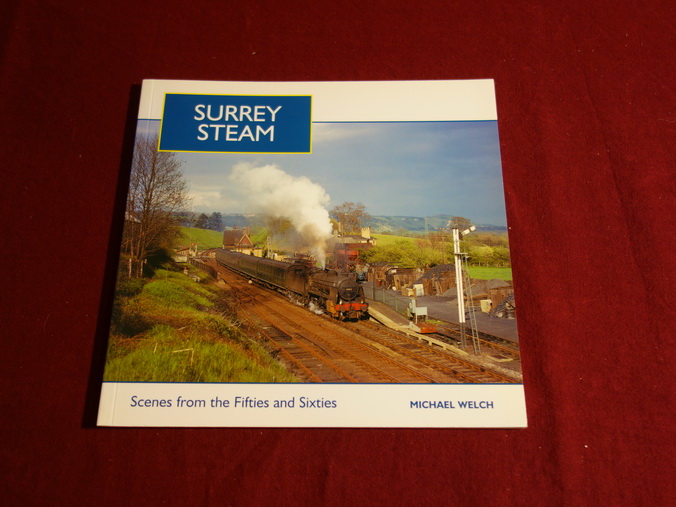 SURREY
STEAM
Scenes from the Fifties and Sixties
MICHAEL WELCH